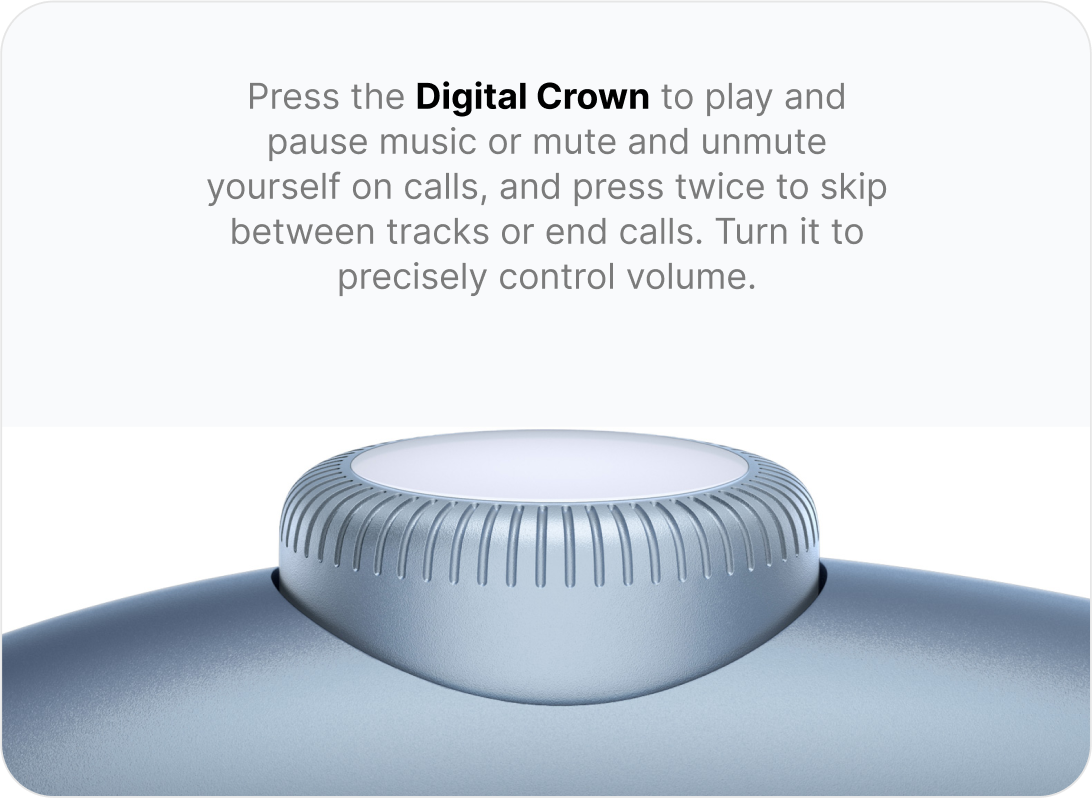 Press the Digital Crown to play and
pause music or mute and unmute
yourself on calls, and press twice to skip
between tracks or end calls. Turn it to
precisely control volume.